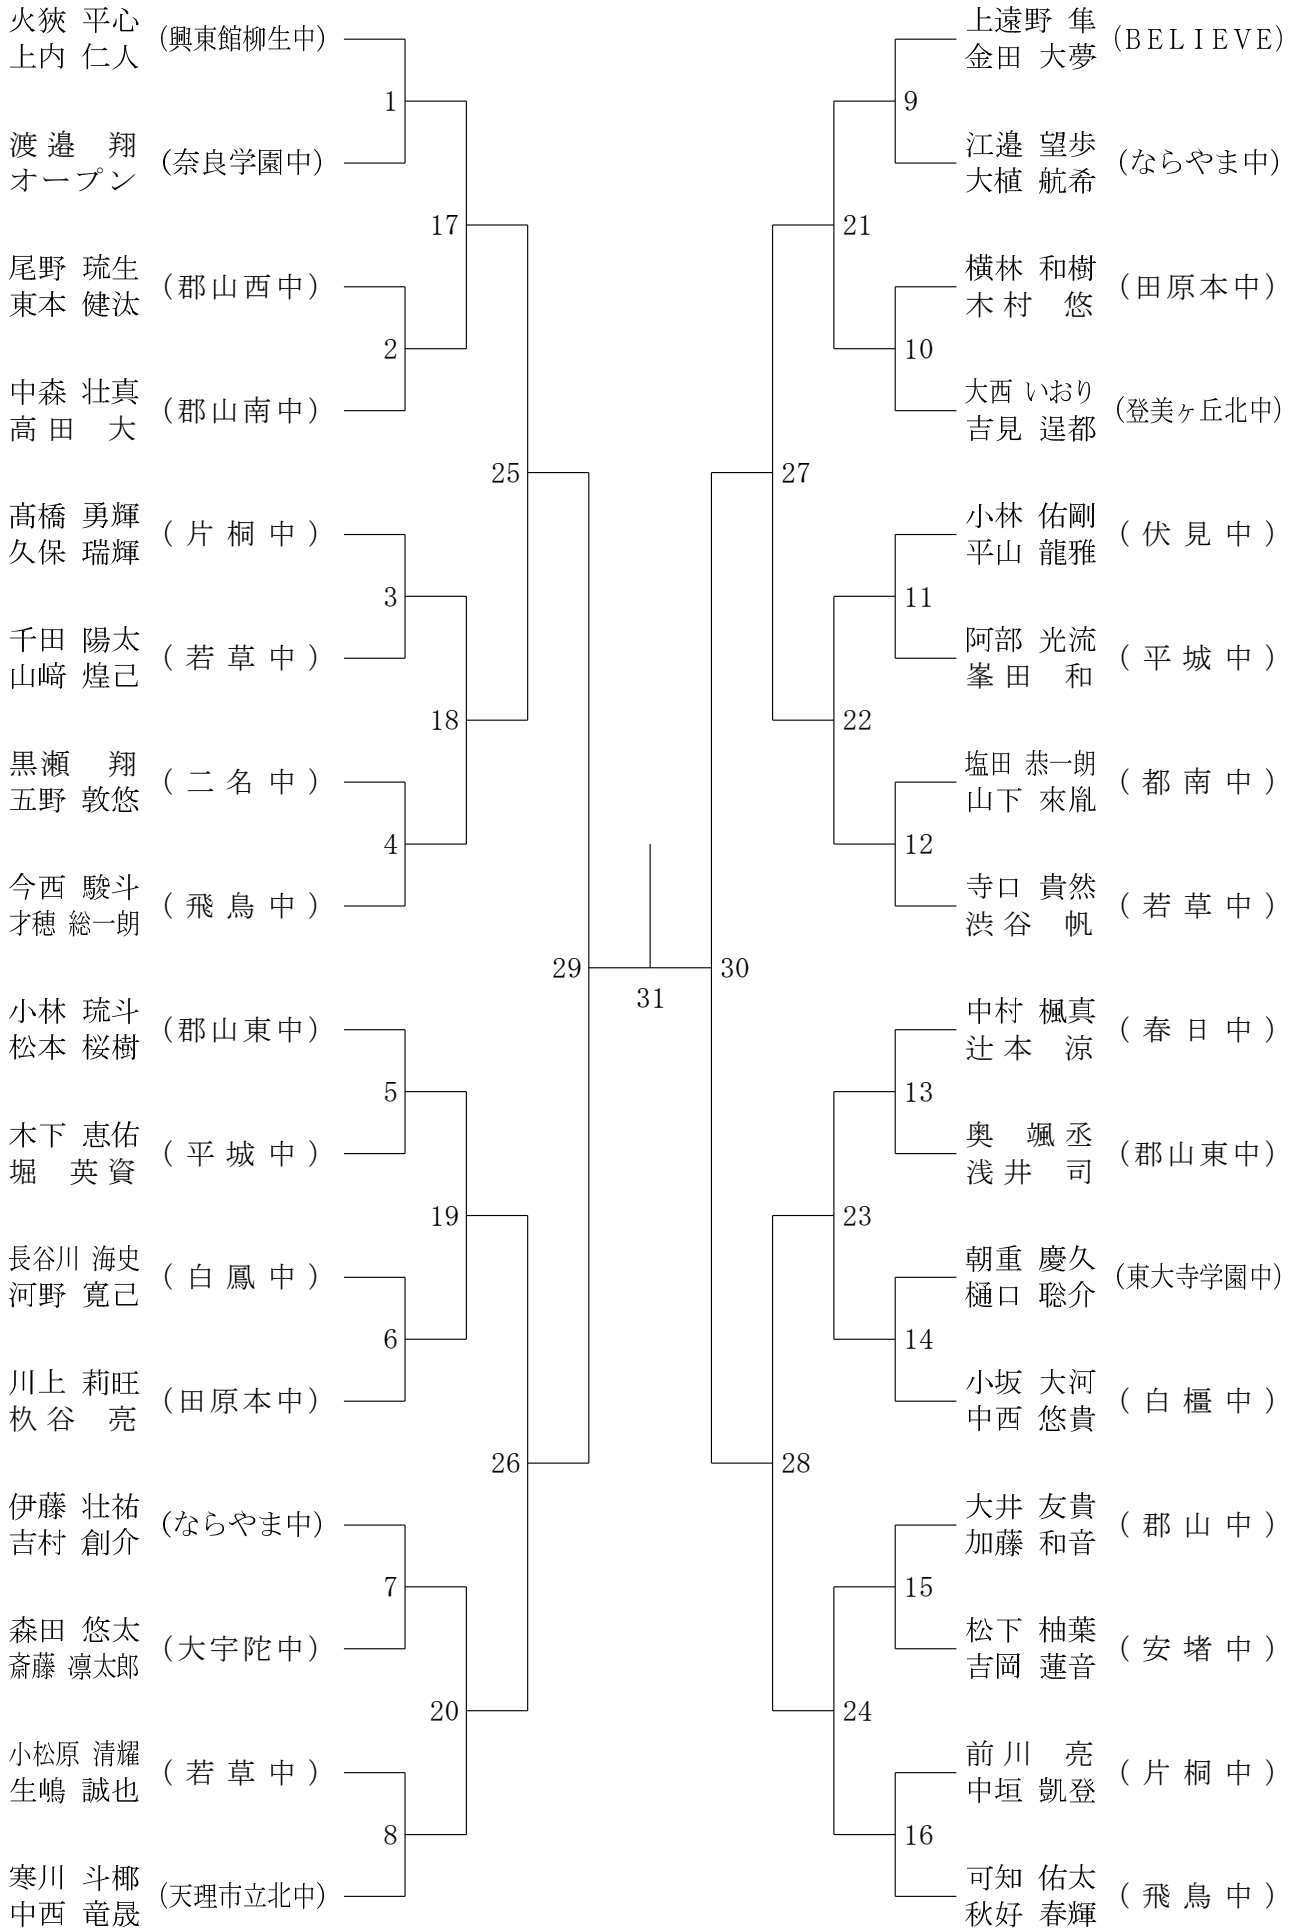 火狹 平心
上内 仁人
(興東館柳生中)
1
渡邉 翔
オープン
(奈良学園中)
17
尾野 琉生
東本 健汰
(郡山西中)
2
中森 壮真
高田 大
(郡山南中)
25
髙橋 勇輝
久保 瑞輝
(片桐中)
3
千田 陽太
山﨑 煌己
(若草中)
18
黒瀬 翔
五野 敦悠
(二名中)
4
今西 駿斗
才穂 総一朗
(飛鳥中)
29
小林 琉斗
松本 桜樹
(郡山東中)
5
木下 恵佑
堀 英資
(平城中)
19
長谷川 海史
河野 寛己
(白鳳中)
6
川上 莉旺
杦谷 亮
(田原本中)
26
伊藤 壮祐
吉村 創介
(ならやま中)
7
森田 悠太
斎藤 凛太郎
(大宇陀中)
20
小松原 清耀
生嶋 誠也
(若草中)
8
寒川 斗椰
中西 竜晟
(天理市立北中)
31
上遠野 隼
金田 大夢
(BELIEVE)
9
江邉 望歩
大植 航希
(ならやま中)
21
横林 和樹
木村 悠
(田原本中)
10
大西 いおり
吉見 逞都
(登美ヶ丘北中)
27
小林 佑剛
平山 龍雅
(伏見中)
11
阿部 光流
峯田 和
(平城中)
22
塩田 恭一朗
山下 來胤
(都南中)
12
寺口 貴然
渋谷 帆
(若草中)
30
中村 楓真
辻本 涼
(春日中)
13
奥 颯丞
浅井 司
(郡山東中)
23
朝重 慶久
樋口 聡介
(東大寺学園中)
14
小坂 大河
中西 悠貴
(白橿中)
28
大井 友貴
加藤 和音
(郡山中)
15
松下 柚葉
吉岡 蓮音
(安堵中)
24
前川 亮
中垣 凱登
(片桐中)
16
可知 佑太
秋好 春輝
(飛鳥中)